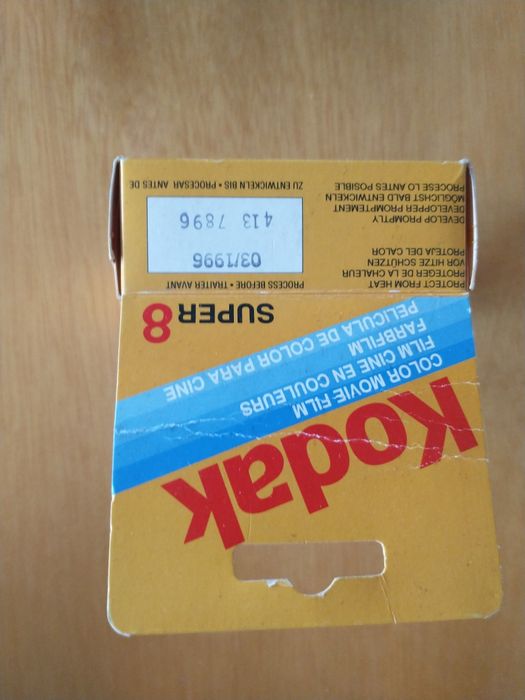 Kodak
COLOR MOVIE FILM
FILM CINE EN COULEURS
FARBFILM
PELICULA DE COLOR PARA CINE
SUPER 8
PROTECT FROM HEAT
PROTEGER DE LA CHALEUR
VOR HITZE SCHÜTZEN
PROTEJA DEL CALOR
DEVELOP PROMPTLY
DEVELOPPER PROMPTEMENT
MÖGLICHST BALD ENTWICKELN
PROCESE LO ANTES POSIBLE
PROCESS BEFORE • TRAITER AVANT
03/1996
413 7896
ZU ENTWICKELN BIS • PROCESAR ANTES DE